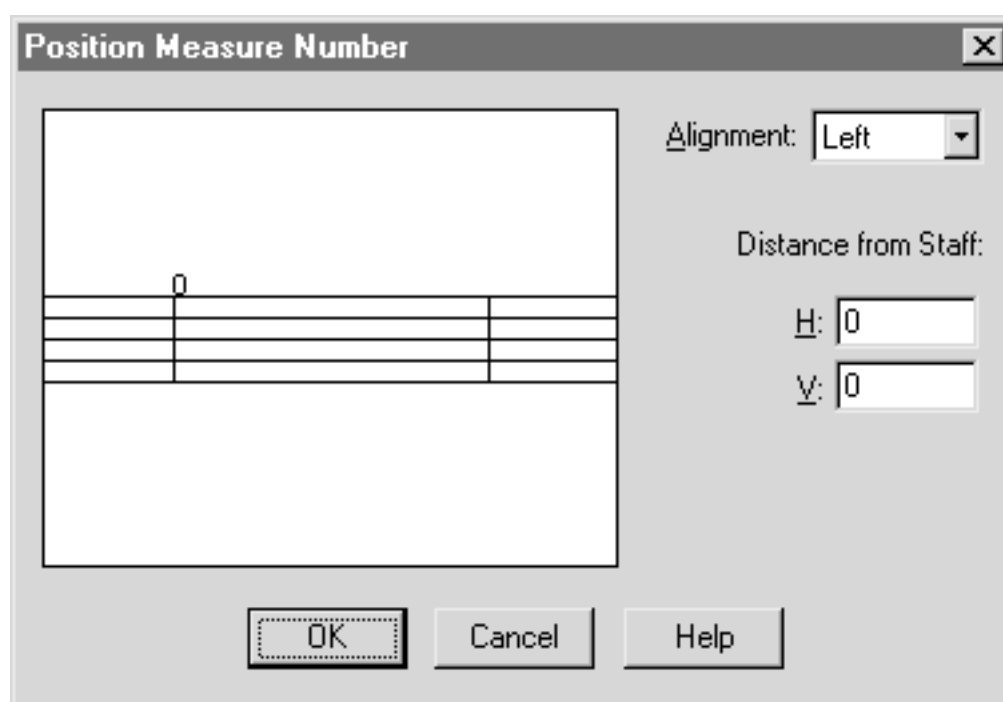 Position Measure Number
Alignment: Left
Distance from Staff:
0
H: 0
V: 0
OK Cancel Help